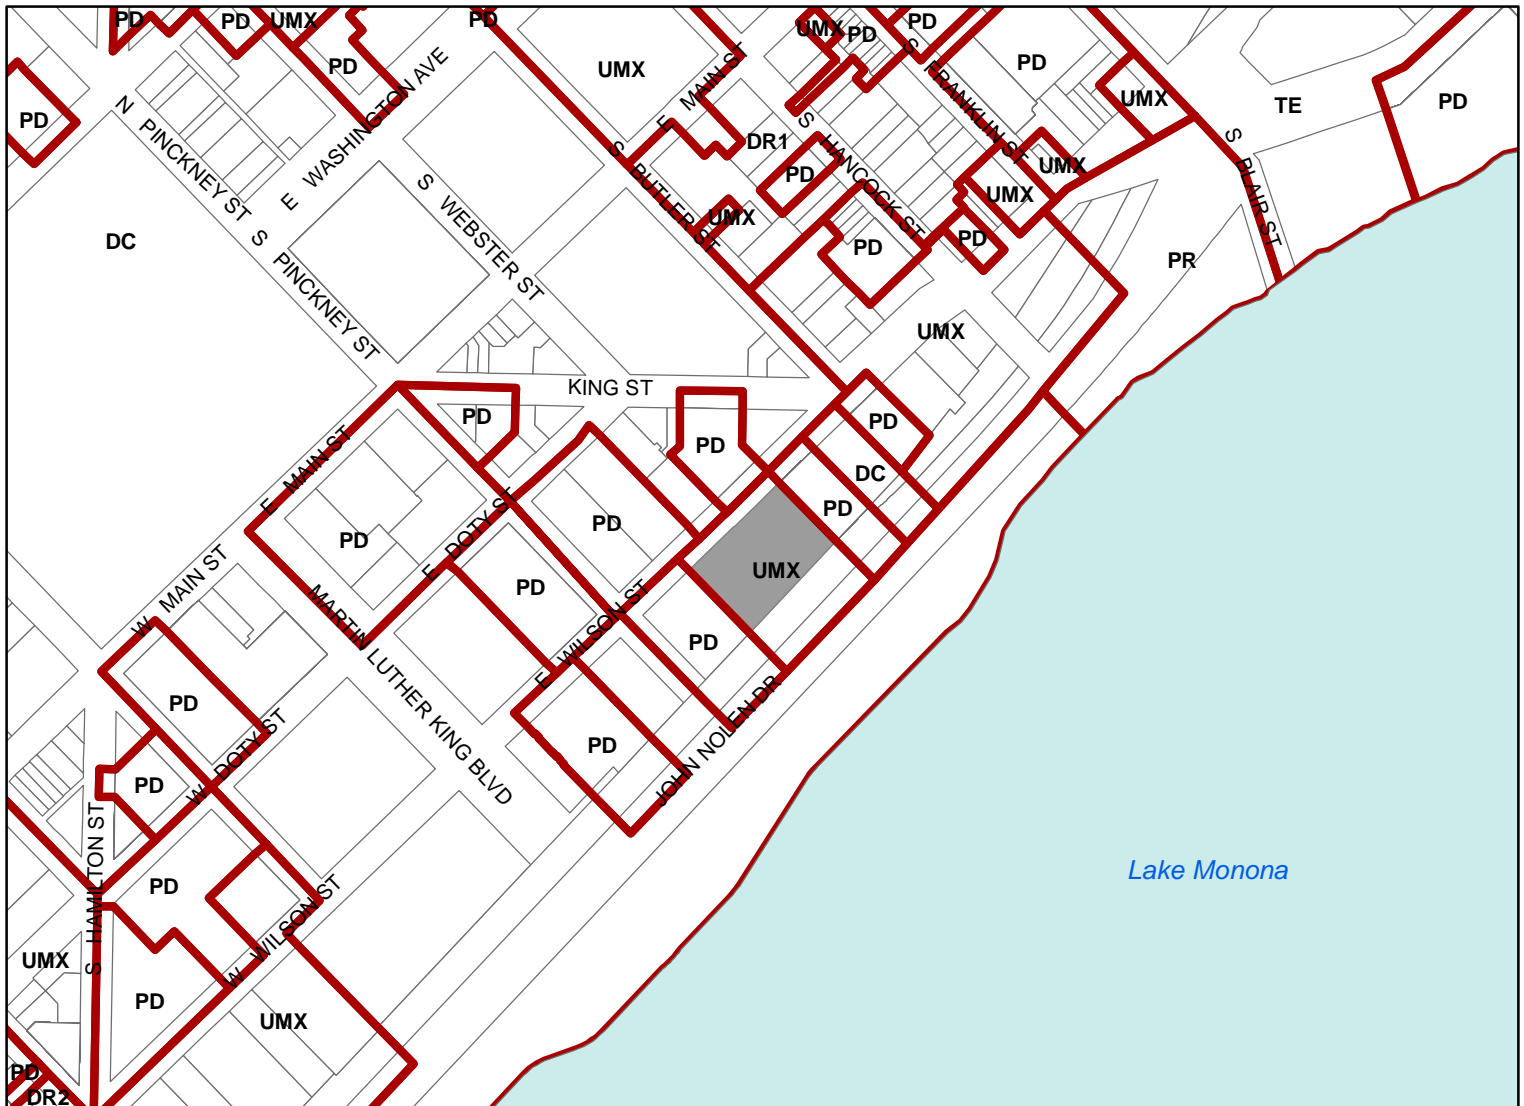 PD
PD
UMX
PD
UMX
PD
PD
PD
UMX
PD
UMX
PD
TE
PD
PD
DR1
UMX
PD
UMX
UMX
PD
PD
PR
DC
UMX
N PINCKNEY ST
E WASHINGTON AVE
S PINCKNEY ST
S WEBSTER ST
S BUTLER ST
E MAIN ST
S HANCOCK ST
S FRANKLIN ST
S BLAIR ST
KING ST
PD
PD
PD
DC
PD
PD
PD
UMX
PD
PD
PD
PD
E MAIN ST
E DOTY ST
E WILSON ST
W MAIN ST
MARTIN LUTHER KING BLVD
JOHN NOLEN DR
PD
W DOTY ST
PD
S HAMILTON ST
PD
W WILSON ST
UMX
PD
UMX
PD
DR2
Lake Monona